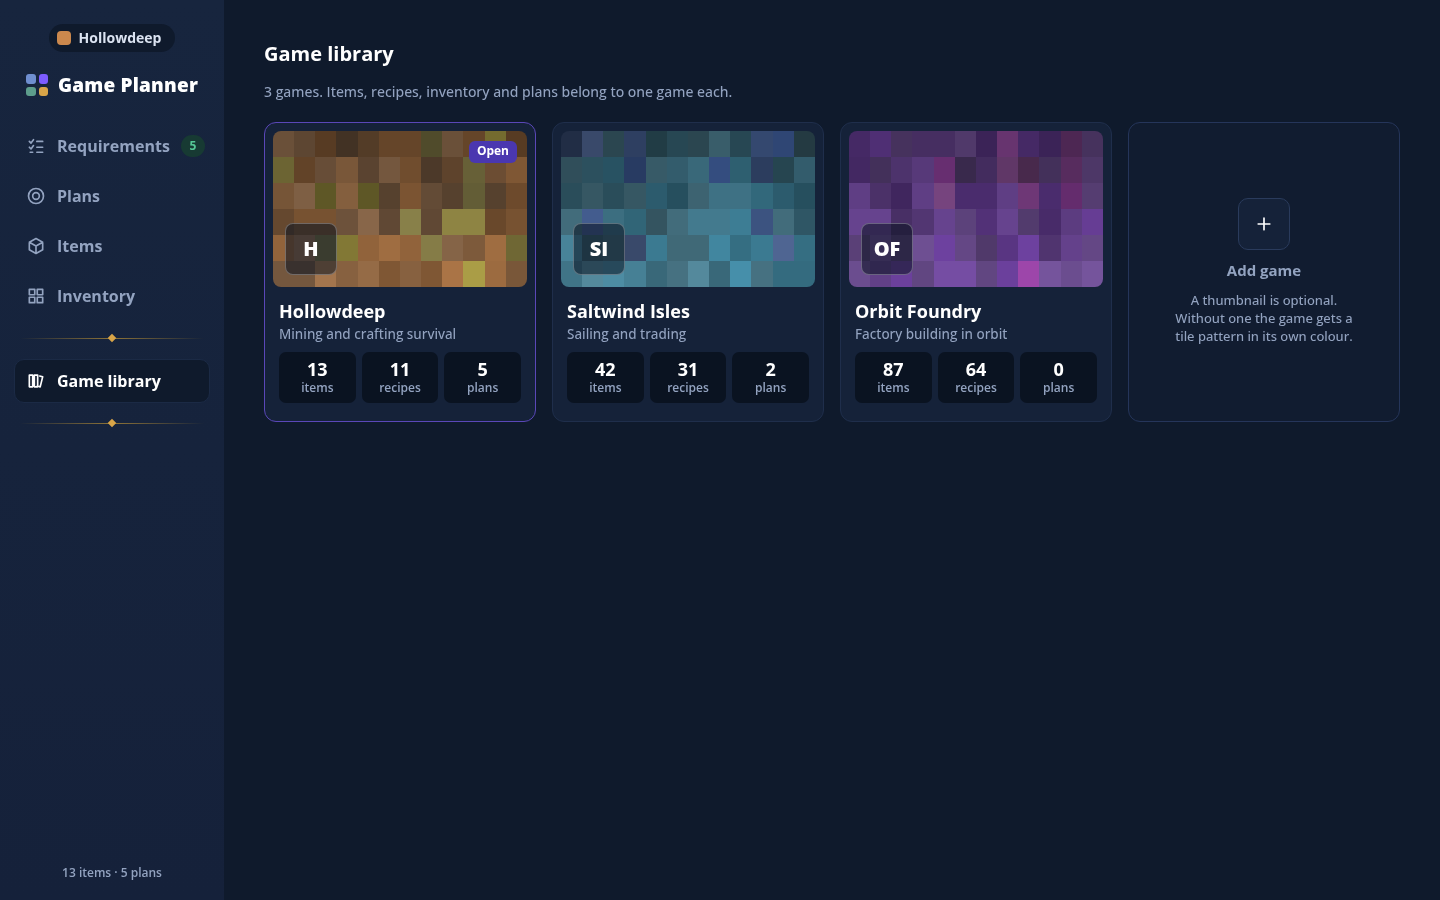 Hollowdeep
Game Planner
Requirements 5
Plans
Items
Inventory
Game library
13 items · 5 plans
Game library
3 games. Items, recipes, inventory and plans belong to one game each.
Open
H
Hollowdeep
Mining and crafting survival
13 items
11 recipes
5 plans
SI
Saltwind Isles
Sailing and trading
42 items
31 recipes
2 plans
OF
Orbit Foundry
Factory building in orbit
87 items
64 recipes
0 plans
+
Add game
A thumbnail is optional.
Without one the game gets a
tile pattern in its own colour.